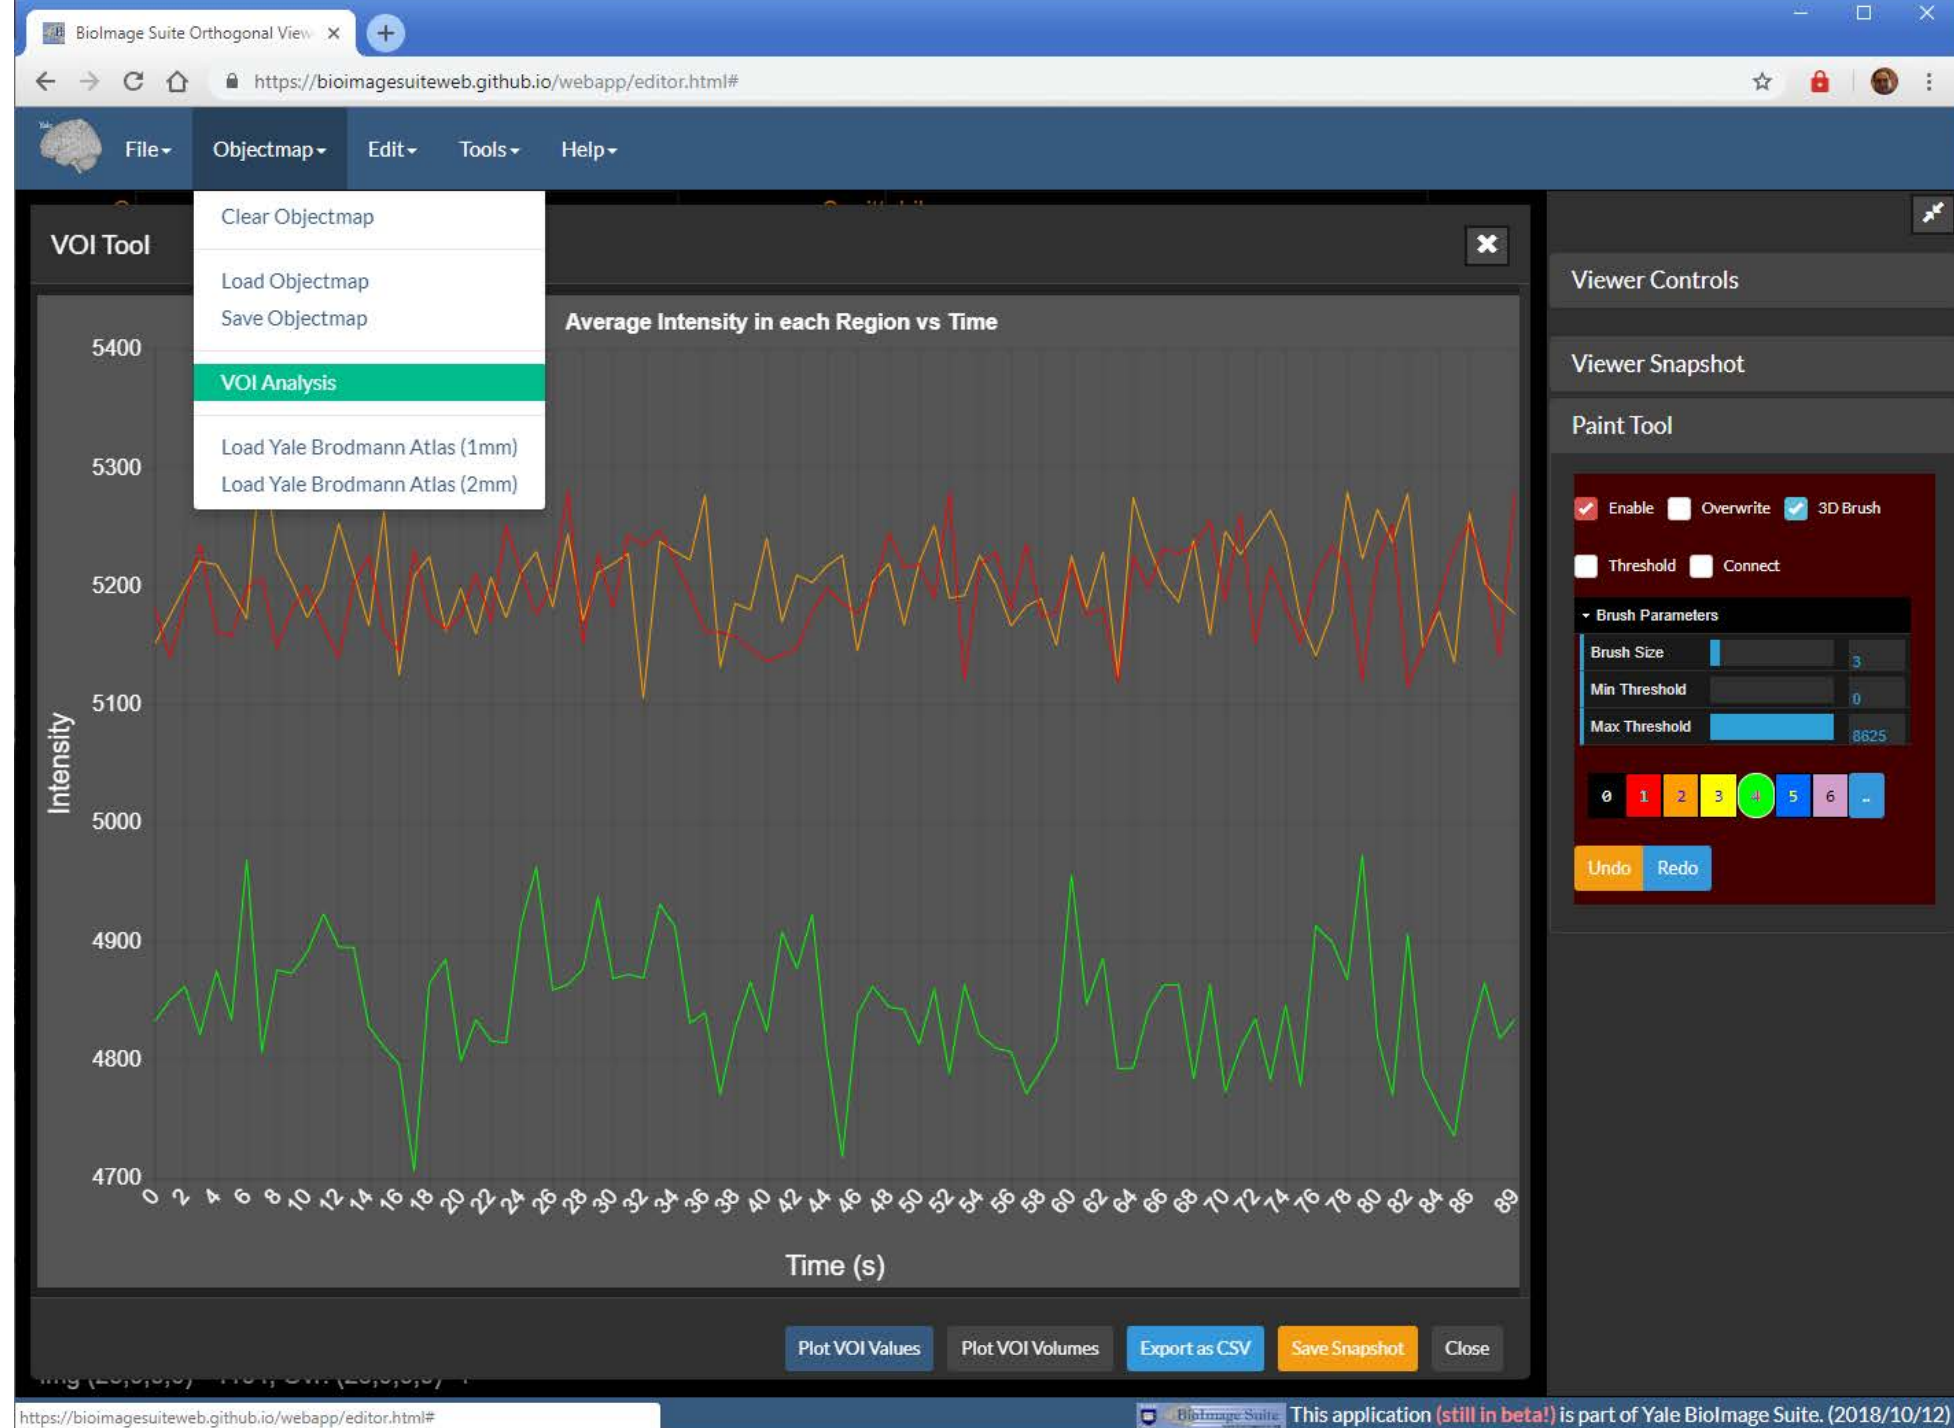 BioImage Suite Orthogonal View
https://bioimagesuiteweb.github.io/webapp/editor.html#
Yale
File Objectmap Edit Tools Help
Clear Objectmap
Load Objectmap
Save Objectmap
VOI Analysis
Load Yale Brodmann Atlas (1mm)
Load Yale Brodmann Atlas (2mm)
VOI Tool
Average Intensity in each Region vs Time
5400
5300
5200
5100
5000
4900
4800
4700
Intensity
0 2 4 6 8 10 12 14 16 18 20 22 24 26 28 30 32 34 36 38 40 42 44 46 48 50 52 54 56 58 60 62 64 66 68 70 72 74 76 78 80 82 84 86 89
Time (s)
Plot VOI Values Plot VOI Volumes Export as CSV Save Snapshot Close
Viewer Controls
Viewer Snapshot
Paint Tool
Enable Overwrite 3D Brush
Threshold Connect
Brush Parameters
Brush Size 3
Min Threshold 0
Max Threshold 8625
0 1 2 3 4 5 6 ..
Undo Redo
https://bioimagesuiteweb.github.io/webapp/editor.html#
BioImage Suite This application (still in beta!) is part of Yale BioImage Suite. (2018/10/12)